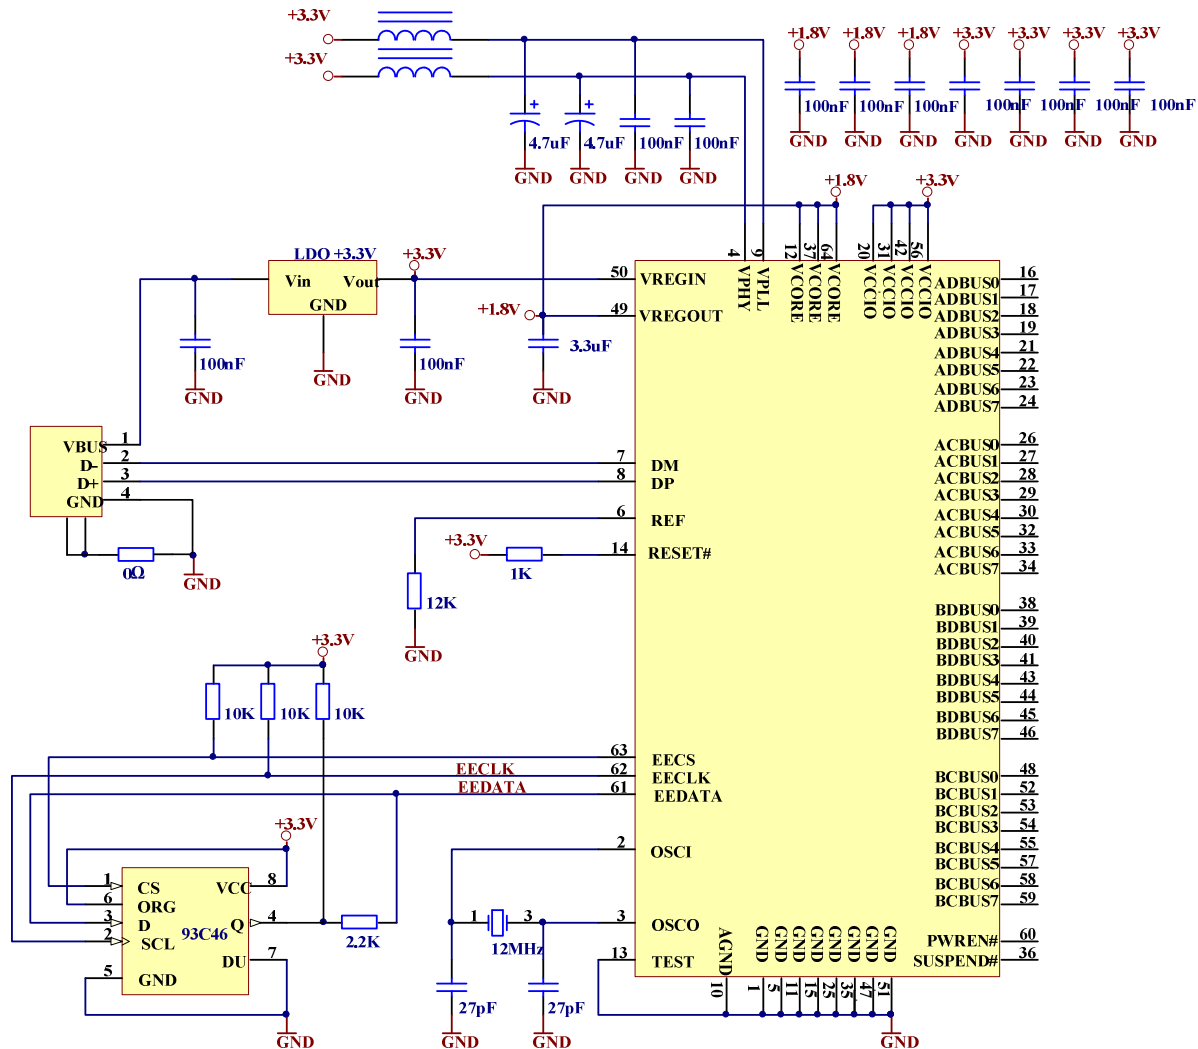 +3.3V
+3.3V
4.7uF
4.7uF
100nF
100nF
GND
GND
GND
GND
+1.8V
+1.8V
+1.8V
+3.3V
+3.3V
+3.3V
+3.3V
100nF
100nF
100nF
100nF
100nF
100nF
100nF
GND
GND
GND
GND
GND
GND
GND
+1.8V
+3.3V
4
9
12
37
64
20
31
42
56
VPHY
VPLL
VCORE
VCORE
VCORE
VCCIO
VCCIO
VCCIO
VCCIO
LDO +3.3V
Vin
Vout
GND
+3.3V
100nF
100nF
GND
GND
GND
+1.8V
3.3uF
GND
50
VREGIN
49
VREGOUT
VBUS
1
D-
2
D+
3
GND
4
0Ω
GND
7
DM
8
DP
6
REF
14
RESET#
+3.3V
1K
12K
GND
+3.3V
10K
10K
10K
63
EECS
EECLK
62
EECLK
EEDATA
61
EEDATA
+3.3V
1
CS
6
ORG
3
D
2
SCL
5
GND
93C46
VCC
8
Q
4
DU
7
2.2K
GND
2
OSCI
1
3
12MHz
3
OSCO
13
TEST
27pF
27pF
GND
GND
AGND
GND
GND
GND
GND
GND
GND
GND
GND
10
1
5
11
15
25
35
47
51
GND
ADBUS0
16
ADBUS1
17
ADBUS2
18
ADBUS3
19
ADBUS4
21
ADBUS5
22
ADBUS6
23
ADBUS7
24
ACBUS0
26
ACBUS1
27
ACBUS2
28
ACBUS3
29
ACBUS4
30
ACBUS5
32
ACBUS6
33
ACBUS7
34
BDBUS0
38
BDBUS1
39
BDBUS2
40
BDBUS3
41
BDBUS4
43
BDBUS5
44
BDBUS6
45
BDBUS7
46
BCBUS0
48
BCBUS1
52
BCBUS2
53
BCBUS3
54
BCBUS4
55
BCBUS5
57
BCBUS6
58
BCBUS7
59
PWREN#
60
SUSPEND#
36